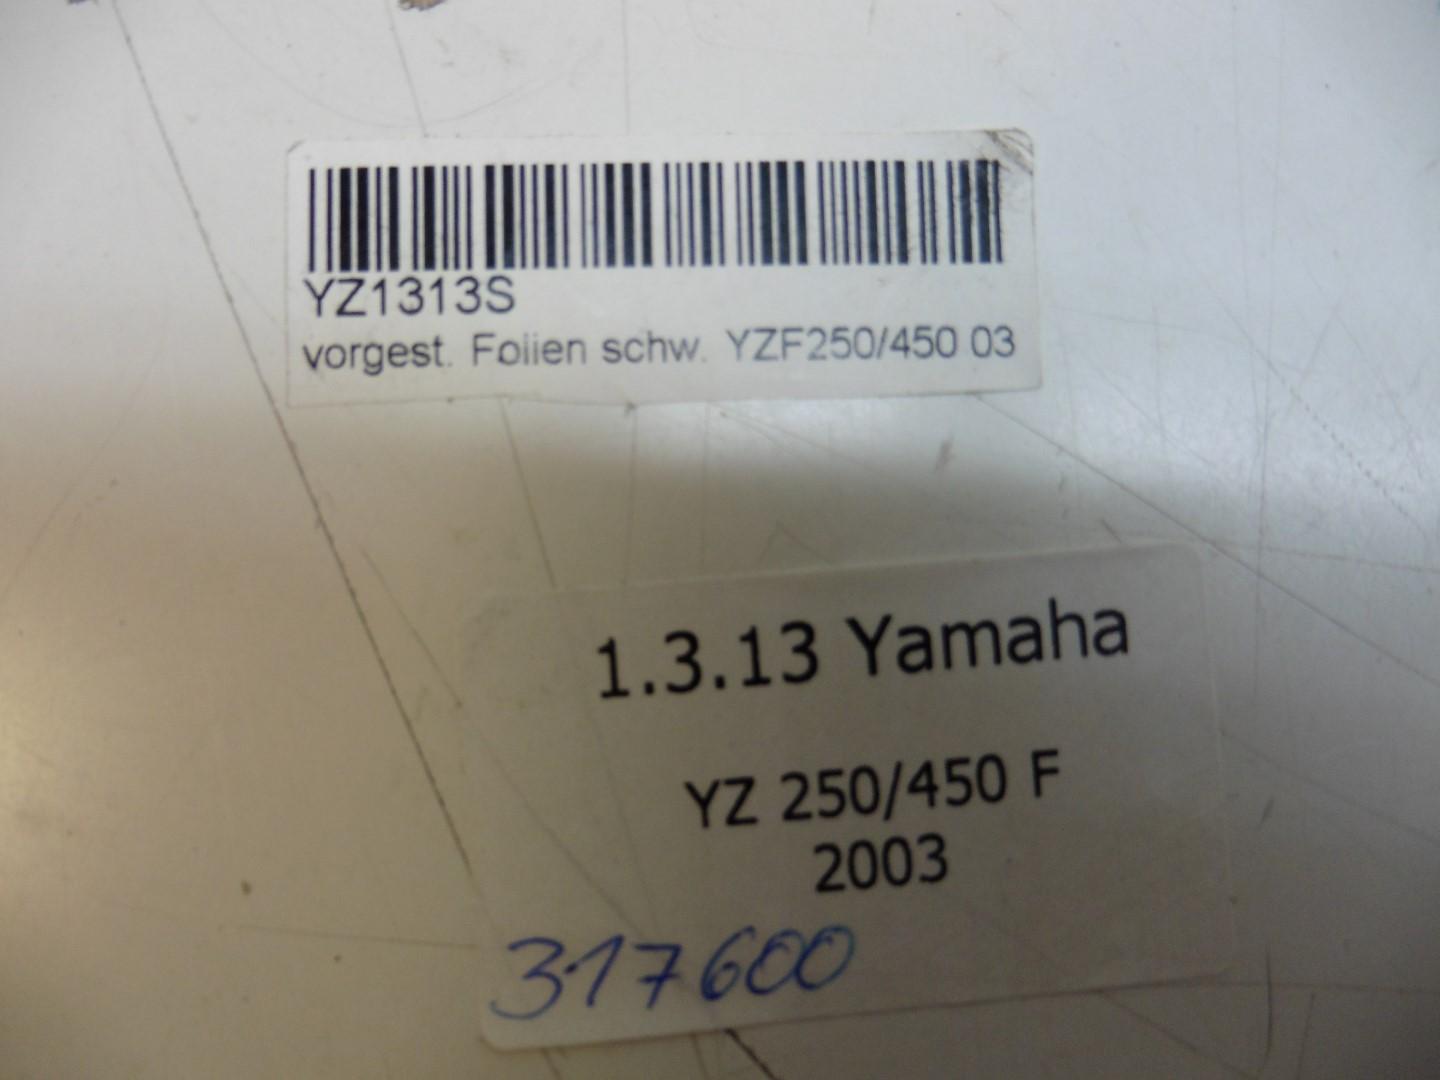 YZ1313S
vorgest. Folien schw. YZF250/450 03
1.3.13 Yamaha
YZ 250/450 F
2003
317600